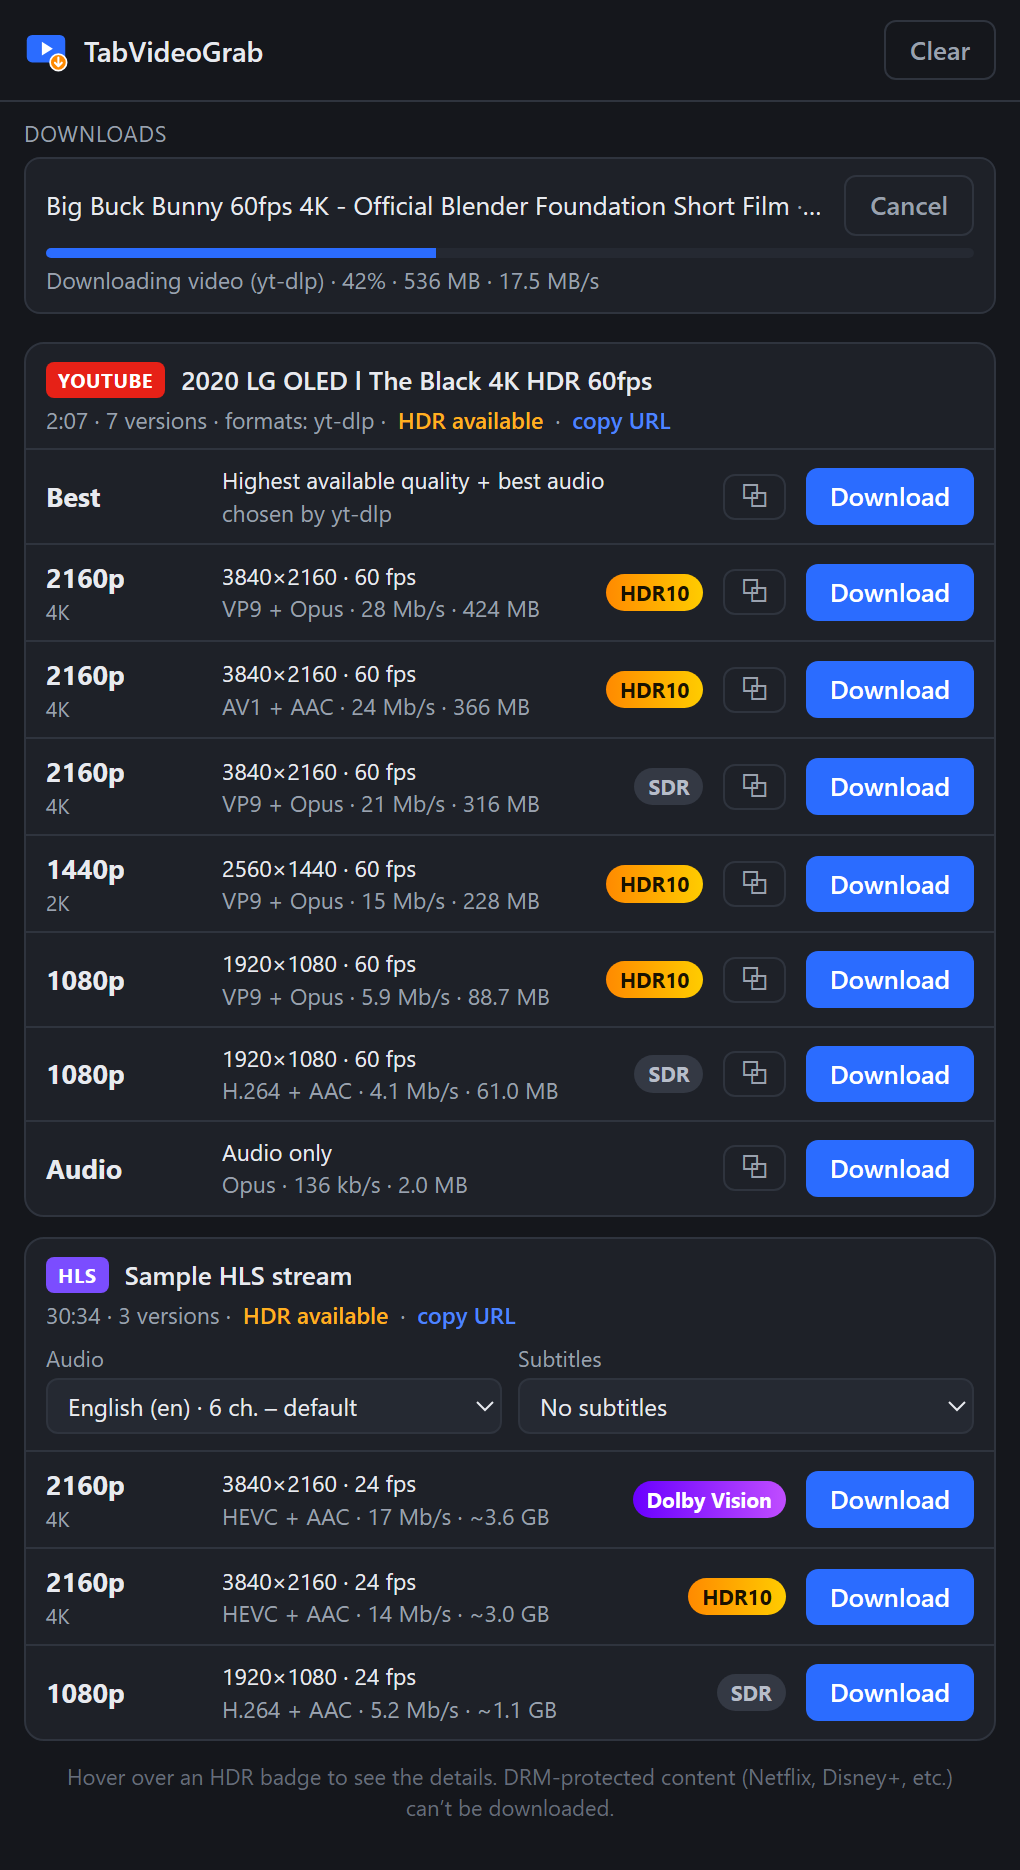 TabVideoGrab
Clear
DOWNLOADS
Big Buck Bunny 60fps 4K - Official Blender Foundation Short Film ·...
Cancel
Downloading video (yt-dlp) · 42% · 536 MB · 17.5 MB/s
YOUTUBE 2020 LG OLED l The Black 4K HDR 60fps
2:07 · 7 versions · formats: yt-dlp · HDR available · copy URL
Best
Highest available quality + best audio
chosen by yt-dlp
Download
2160p
4K
3840×2160 · 60 fps
VP9 + Opus · 28 Mb/s · 424 MB
HDR10
Download
2160p
4K
3840×2160 · 60 fps
AV1 + AAC · 24 Mb/s · 366 MB
HDR10
Download
2160p
4K
3840×2160 · 60 fps
VP9 + Opus · 21 Mb/s · 316 MB
SDR
Download
1440p
2K
2560×1440 · 60 fps
VP9 + Opus · 15 Mb/s · 228 MB
HDR10
Download
1080p
1920×1080 · 60 fps
VP9 + Opus · 5.9 Mb/s · 88.7 MB
HDR10
Download
1080p
1920×1080 · 60 fps
H.264 + AAC · 4.1 Mb/s · 61.0 MB
SDR
Download
Audio
Audio only
Opus · 136 kb/s · 2.0 MB
Download
HLS Sample HLS stream
30:34 · 3 versions · HDR available · copy URL
Audio
English (en) · 6 ch. – default
Subtitles
No subtitles
2160p
4K
3840×2160 · 24 fps
HEVC + AAC · 17 Mb/s · ~3.6 GB
Dolby Vision
Download
2160p
4K
3840×2160 · 24 fps
HEVC + AAC · 14 Mb/s · ~3.0 GB
HDR10
Download
1080p
1920×1080 · 24 fps
H.264 + AAC · 5.2 Mb/s · ~1.1 GB
SDR
Download
Hover over an HDR badge to see the details. DRM-protected content (Netflix, Disney+, etc.)
can’t be downloaded.